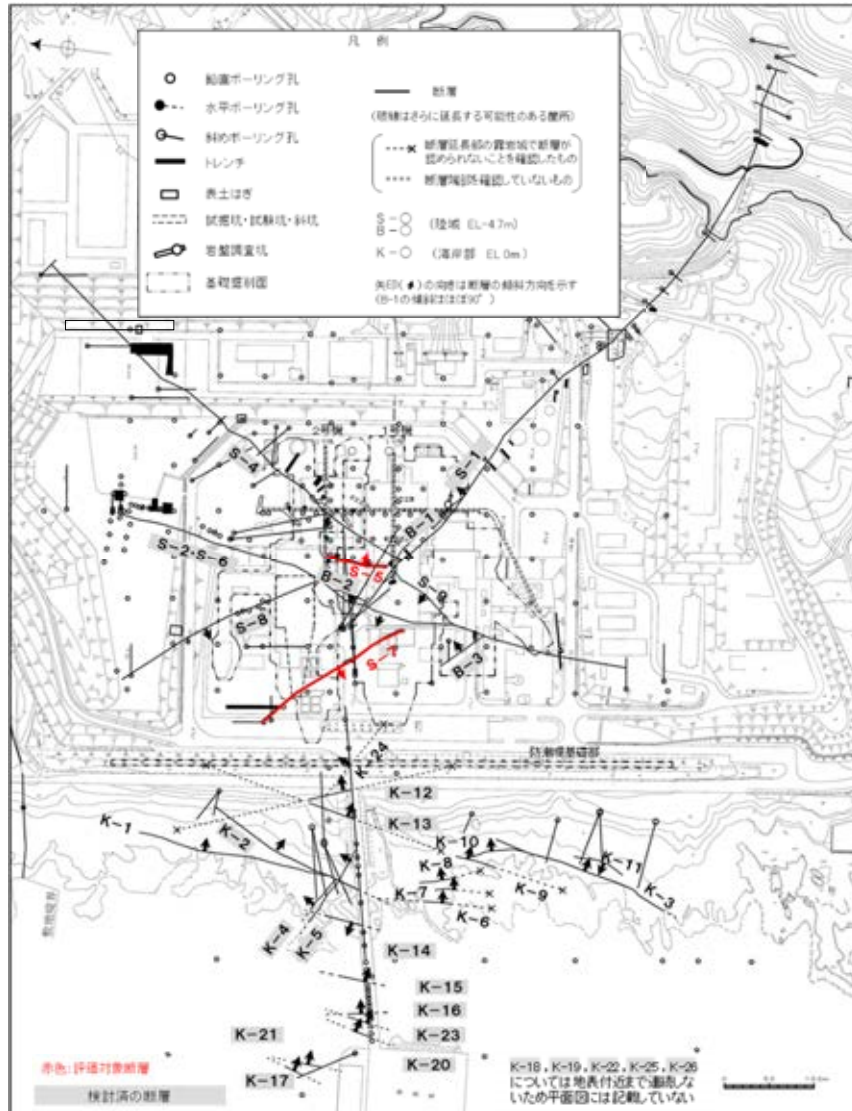 凡 例
鉛直ボーリング孔
水平ボーリング孔
斜めボーリング孔
トレンチ
表土はぎ
試掘坑・試験坑・斜坑
岩盤調査坑
基礎掘削面
断層
(破線はさらに延長する可能性のある箇所)
断層延長部の露岩域で断層が
認められないことを確認したもの
断層端部を確認していないもの
S-○ (陸域 EL-4.7m)
B-○
K-○ (海岸部 EL 0m)
矢印( )の向きは断層の傾斜方向を示す
(B-1の傾斜はほぼ90°)
2号機
1号機
S-4
S-1
B-1
S-2・S-6
S-5
B-2
S-9
S-8
S-7
B-3
防潮堤基礎部
K-24
K-12
K-13
K-1
K-2
K-10
K-8
K-11
K-7
K-9
K-3
K-6
K-4
K-5
K-14
K-15
K-16
K-21
K-23
K-20
K-17
赤色:評価対象断層
検討済の断層
K-18, K-19, K-22, K-25, K-26
については地表付近まで連続しな
いため平面図には記載していない